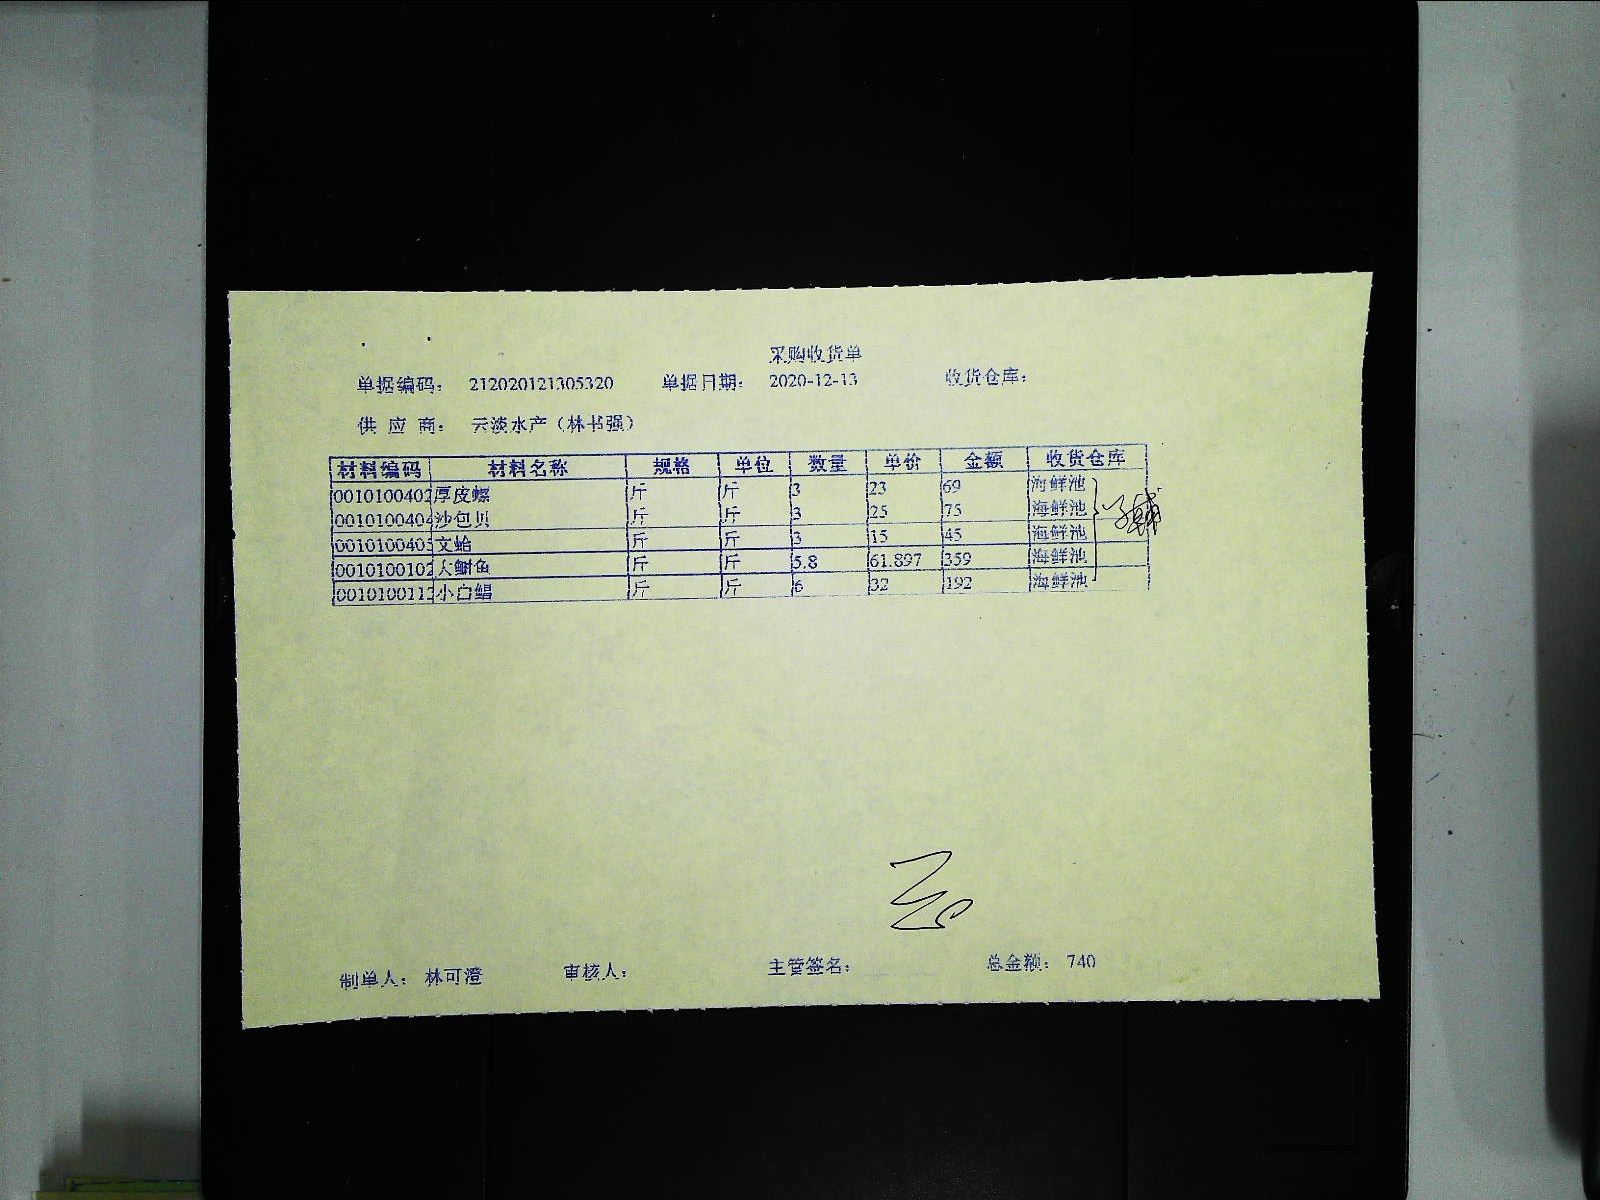 采购收货单
单据编码： 212020121305320 单据日期： 2020-12-13 收货仓库：
供 应 商： 云淡水产（林书强）
材料编码 材料名称 规格 单位 数量 单价 金额 收货仓库
0010100402 厚皮螺 斤 斤 3 23 69 海鲜池
0010100404 沙包贝 斤 斤 3 25 75 海鲜池
0010100405 文蛤 斤 斤 3 15 45 海鲜池
0010100102 斤 斤 5.8 61.897 359 海鲜池
0010100113 小白鲳 斤 斤 6 32 192 海鲜池
制单人： 林可澄 审核人： 主管签名： 总金额： 740